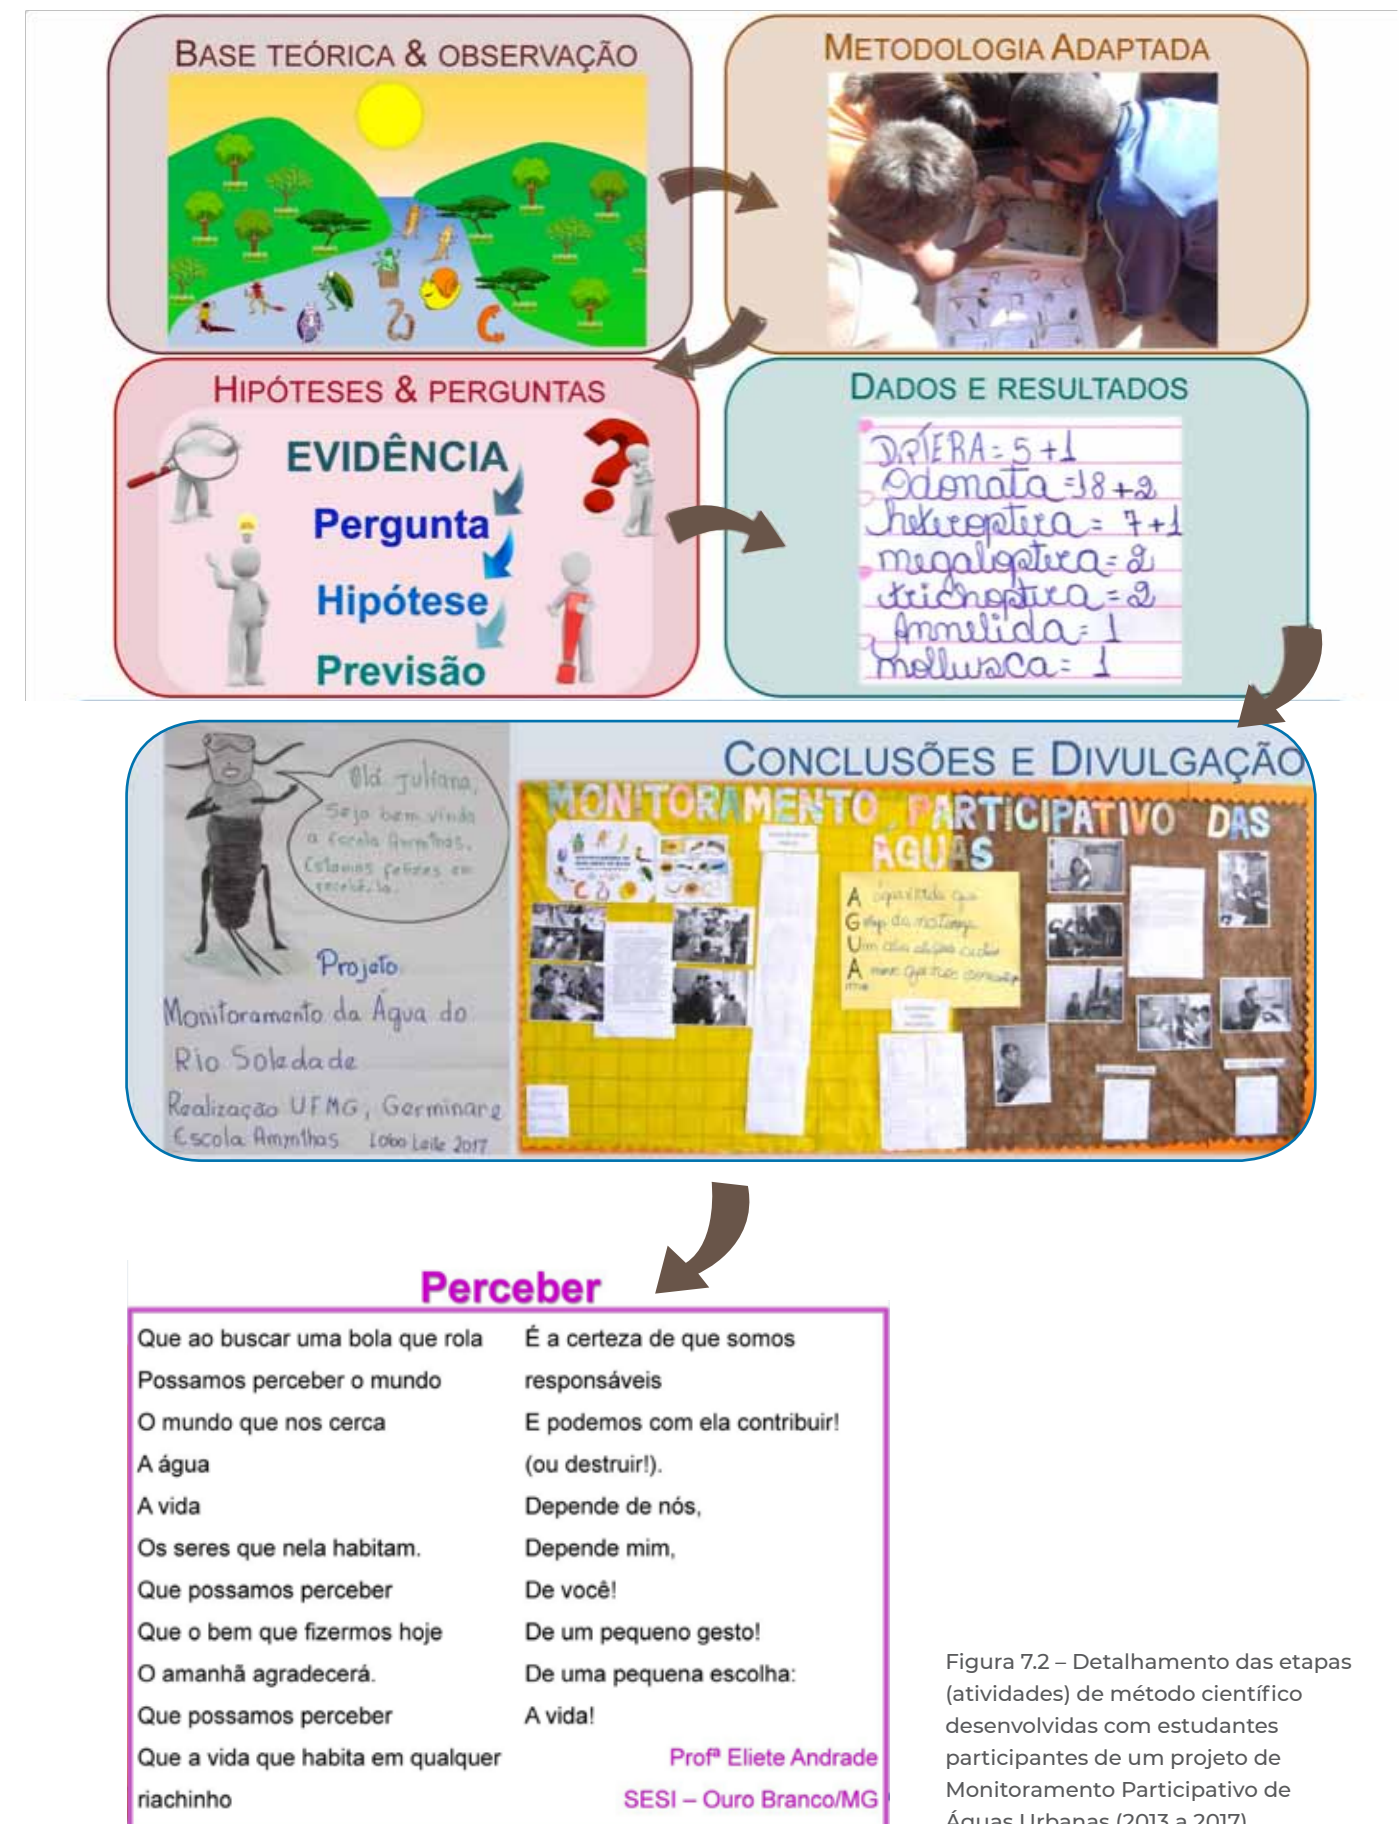 BASE TEÓRICA & OBSERVAÇÃO
METODOLOGIA ADAPTADA
HIPÓTESES & PERGUNTAS
EVIDÊNCIA
Pergunta
Hipótese
Previsão
DADOS E RESULTADOS
DIPTERA = 5 + 1
Odonata = 18 + 2
heteroptera = 7 + 1
megaloptera = 2
trichoptera = 2
Annelida = 1
mollusca = 1
CONCLUSÕES E DIVULGAÇÃO
Olá Juliana,
Seja bem vinda
a Escola Amynthas.
Estamos felizes em
recebê-la.
Projeto
Monitoramento da Água do
Rio Soledade
Realização UFMG, Germinare
Escola Amynthas Lobo Leite 2017
MONITORAMENTO PARTICIPATIVO DAS
ÁGUAS
A
G
U
A
Perceber
Que ao buscar uma bola que rola
Possamos perceber o mundo
O mundo que nos cerca
A água
A vida
Os seres que nela habitam.
Que possamos perceber
Que o bem que fizermos hoje
O amanhã agradecerá.
Que possamos perceber
Que a vida que habita em qualquer
riachinho
É a certeza de que somos
responsáveis
E podemos com ela contribuir!
(ou destruir!).
Depende de nós,
Depende mim,
De você!
De um pequeno gesto!
De uma pequena escolha:
A vida!
Profª Eliete Andrade
SESI – Ouro Branco/MG
Figura 7.2 – Detalhamento das etapas
(atividades) de método científico
desenvolvidas com estudantes
participantes de um projeto de
Monitoramento Participativo de
Águas Urbanas (2013 a 2017)